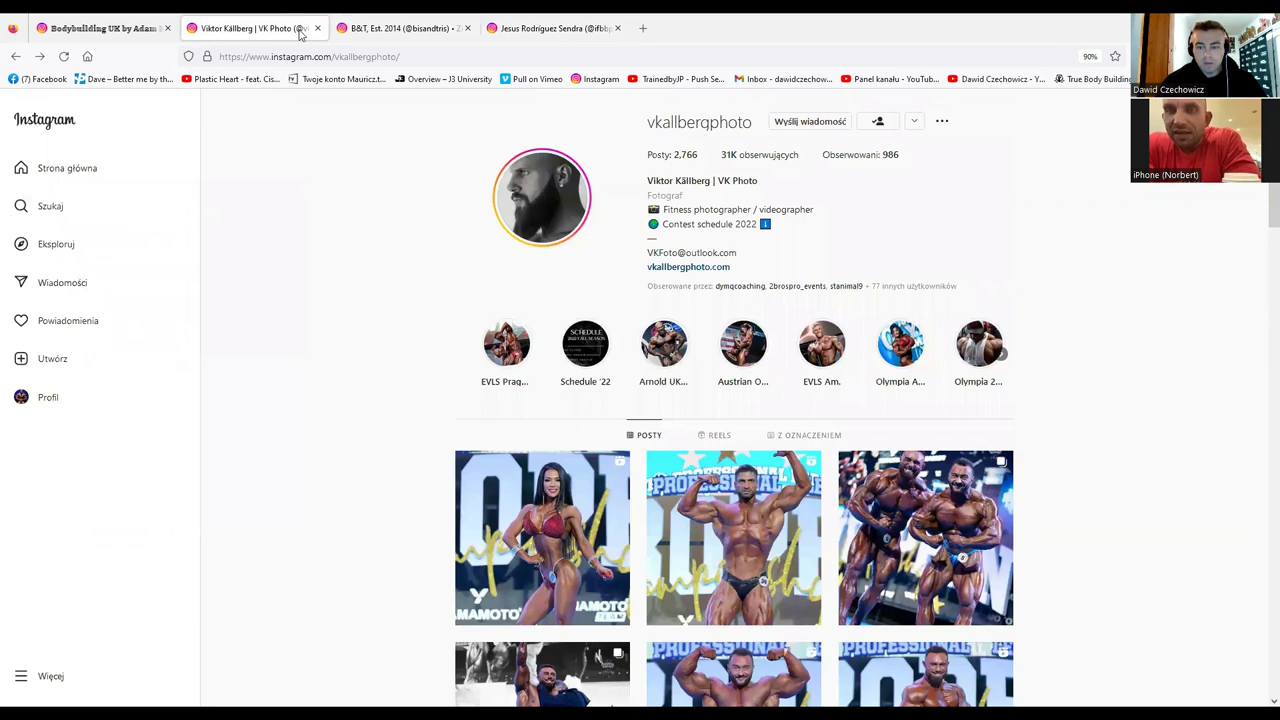 Bodybuilding UK by Adam
Viktor Källberg | VK Photo (@vi
B&T, Est. 2014 (@bisandtris) • Z
Jesus Rodríguez Sendra (@ifbb
https://www.instagram.com/vkallbergphoto/
90%
(7) Facebook
Dave – Better me by th...
Plastic Heart - feat. Cis...
Twoje konto Mauricz.t...
Overview – J3 University
Pull on Vimeo
Instagram
TrainedbyJP - Push Se...
Inbox - dawidczechow...
Panel kanału - YouTub...
Dawid Czechowicz - Y...
True Body Building
Dawid Czechowicz
iPhone (Norbert)
Instagram
Strona główna
Szukaj
Eksploruj
Wiadomości
Powiadomienia
Utwórz
Profil
Więcej
vkallbergphoto
Wyślij wiadomość
Posty: 2,766
31K obserwujących
Obserwowani: 986
Viktor Källberg | VK Photo
Fotograf
Fitness photographer / videographer
Contest schedule 2022
—
VKFoto@outlook.com
vkallbergphoto.com
Obserwowane przez: dymqcoaching, 2brospro_events, stanimal9 + 77 innych użytkowników
SCHEDULE
EVLS Prag...
Schedule '22
Arnold UK...
Austrian O...
EVLS Am.
Olympia A...
Olympia 2...
POSTY
REELS
Z OZNACZENIEM
PROFESSIONAL